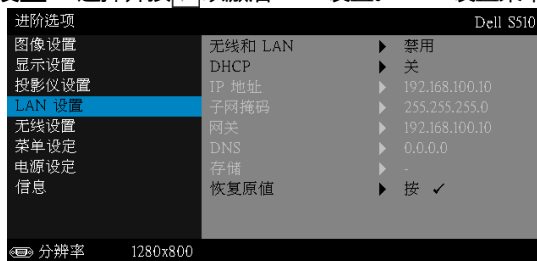 进阶选项 Dell S510
图像设置
显示设置
投影仪设置
LAN 设置
无线设置
菜单设定
电源设定
信息
无线和 LAN 禁用
DHCP 关
IP 地址 192.168.100.10
子网掩码 255.255.255.0
网关 192.168.100.10
DNS 0.0.0.0
存储 -
恢复原值 按 ✓
分辨率 1280x800